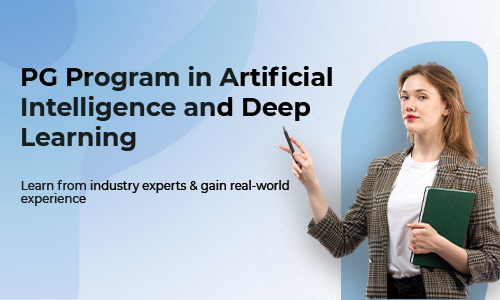 PG Program in Artificial
Intelligence and Deep
Learning
Learn from industry experts & gain real-world
experience